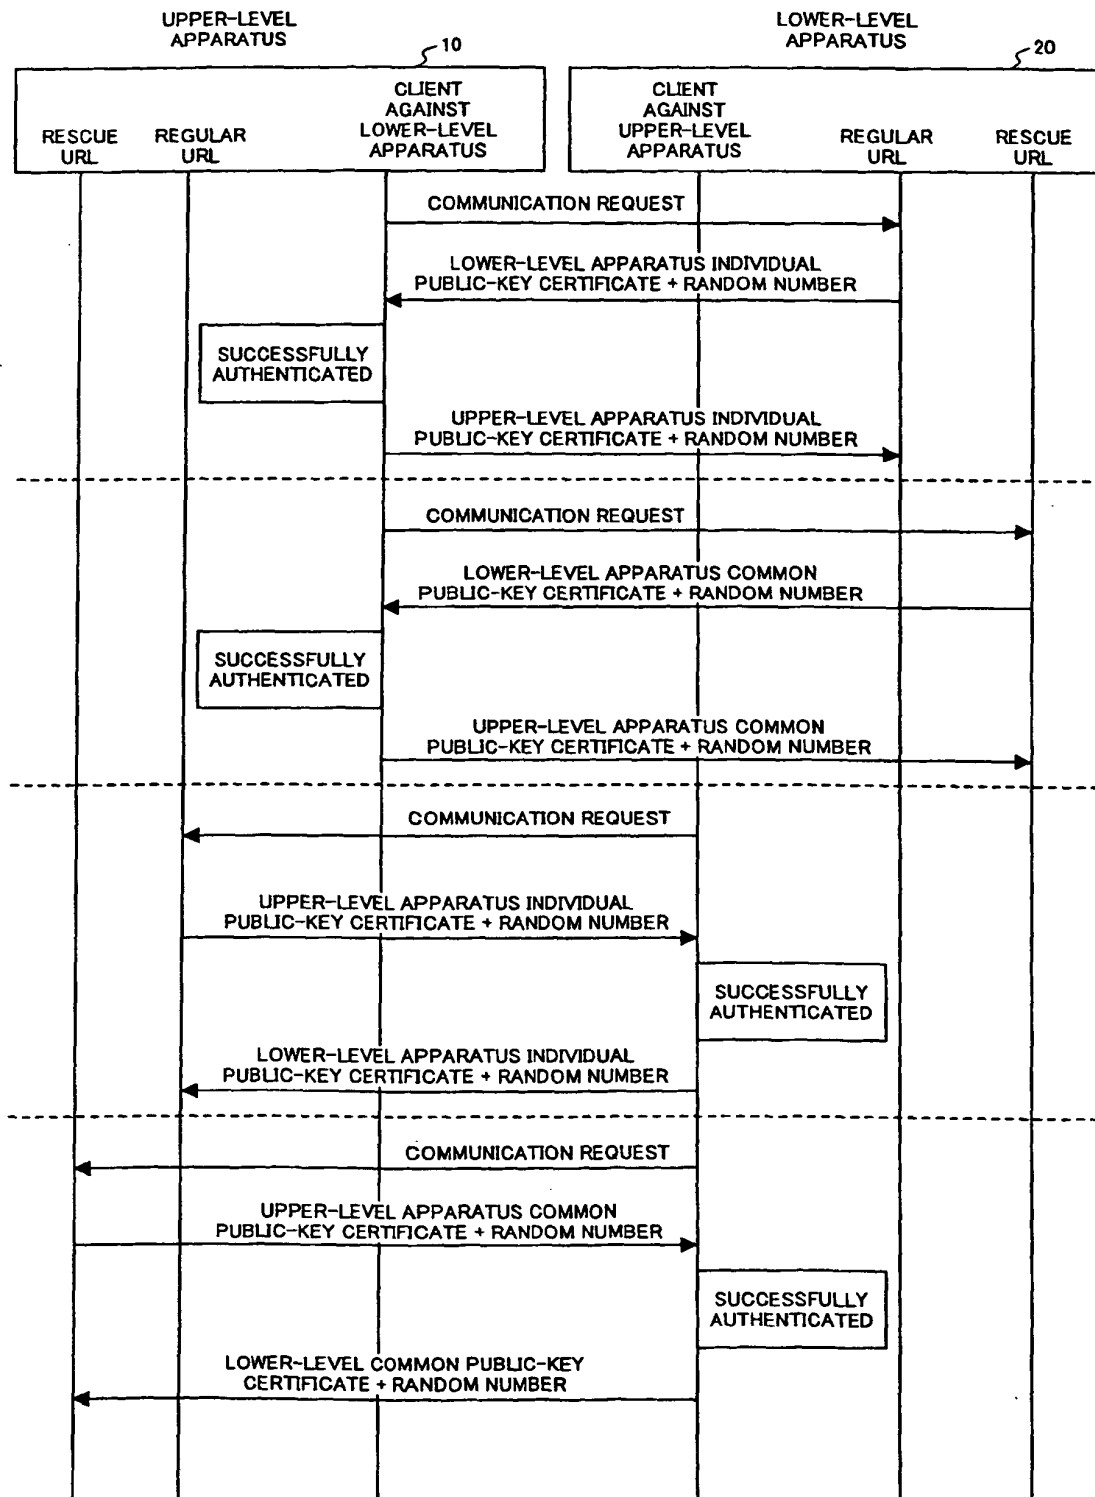 UPPER-LEVEL
APPARATUS
LOWER-LEVEL
APPARATUS
10
20
RESCUE
URL
REGULAR
URL
CLIENT
AGAINST
LOWER-LEVEL
APPARATUS
CLIENT
AGAINST
UPPER-LEVEL
APPARATUS
REGULAR
URL
RESCUE
URL
COMMUNICATION REQUEST
LOWER-LEVEL APPARATUS INDIVIDUAL
PUBLIC-KEY CERTIFICATE + RANDOM NUMBER
SUCCESSFULLY
AUTHENTICATED
UPPER-LEVEL APPARATUS INDIVIDUAL
PUBLIC-KEY CERTIFICATE + RANDOM NUMBER
COMMUNICATION REQUEST
LOWER-LEVEL APPARATUS COMMON
PUBLIC-KEY CERTIFICATE + RANDOM NUMBER
SUCCESSFULLY
AUTHENTICATED
UPPER-LEVEL APPARATUS COMMON
PUBLIC-KEY CERTIFICATE + RANDOM NUMBER
COMMUNICATION REQUEST
UPPER-LEVEL APPARATUS INDIVIDUAL
PUBLIC-KEY CERTIFICATE + RANDOM NUMBER
SUCCESSFULLY
AUTHENTICATED
LOWER-LEVEL APPARATUS INDIVIDUAL
PUBLIC-KEY CERTIFICATE + RANDOM NUMBER
COMMUNICATION REQUEST
UPPER-LEVEL APPARATUS COMMON
PUBLIC-KEY CERTIFICATE + RANDOM NUMBER
SUCCESSFULLY
AUTHENTICATED
LOWER-LEVEL COMMON PUBLIC-KEY
CERTIFICATE + RANDOM NUMBER